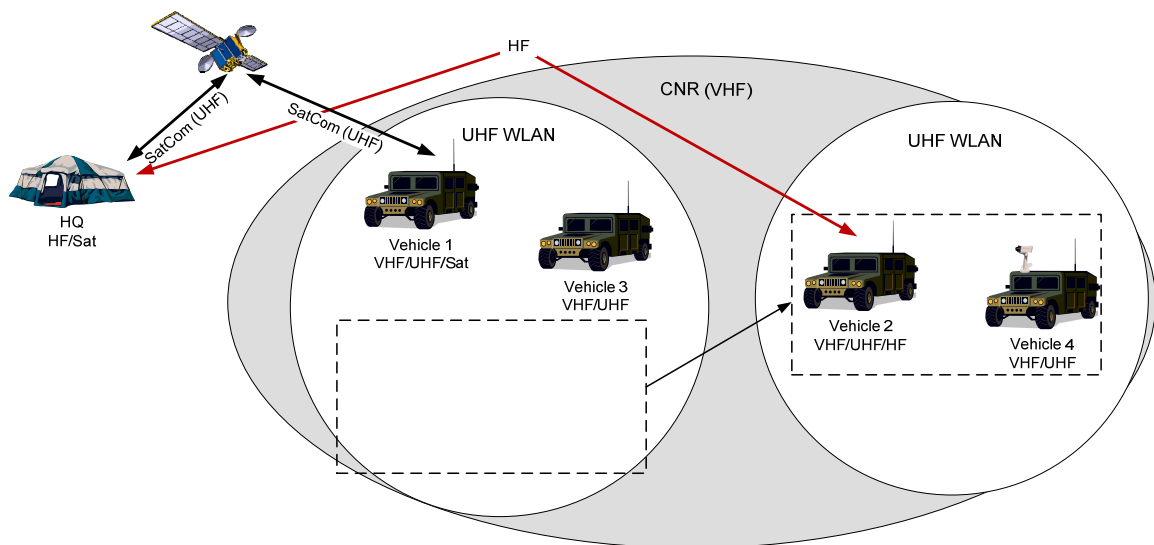 HF
CNR (VHF)
SatCom (UHF)
SatCom (UHF)
UHF WLAN
UHF WLAN
HQ
HF/Sat
Vehicle 1
VHF/UHF/Sat
Vehicle 3
VHF/UHF
Vehicle 2
VHF/UHF/HF
Vehicle 4
VHF/UHF